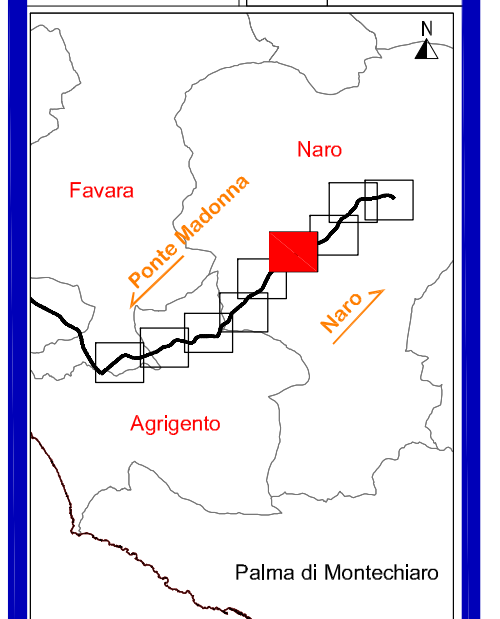 N
Naro
Favara
Ponte Madonna
Naro
Agrigento
Palma di Montechiaro